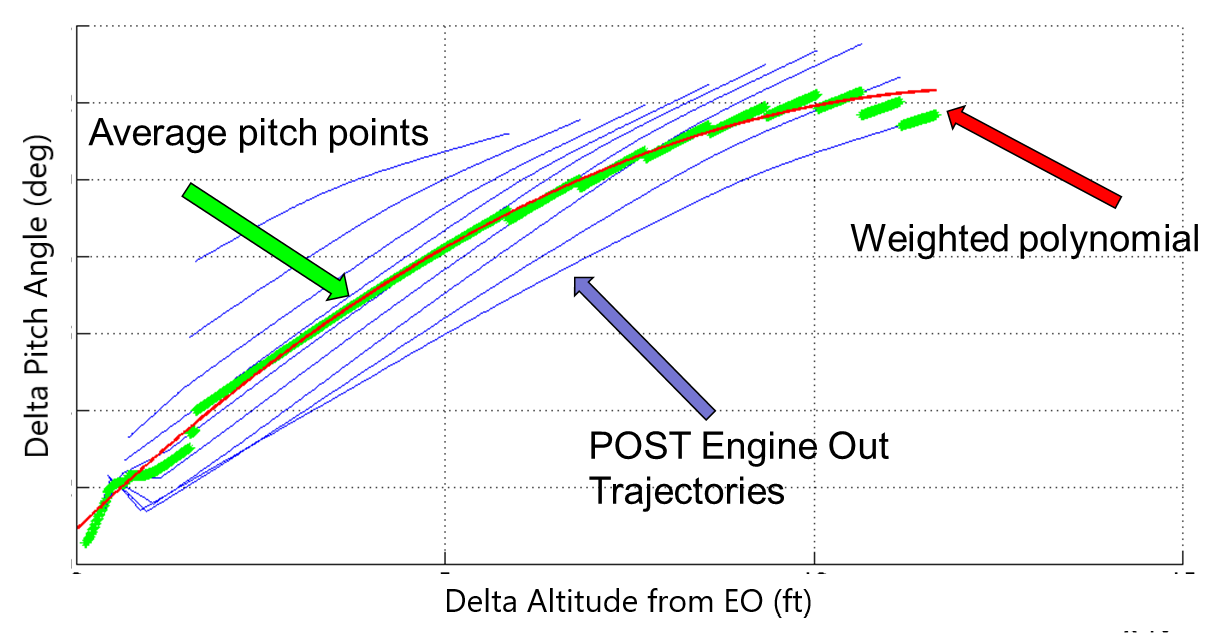 Average pitch points
Delta Pitch Angle (deg)
Weighted polynomial
POST Engine Out
Trajectories
Delta Altitude from EO (ft)